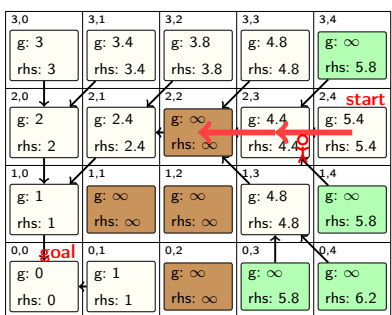 3,0 3,1 3,2 3,3 3,4
g: 3 g: 3.4 g: 3.8 g: 4.8 g: ∞
rhs: 3 rhs: 3.4 rhs: 3.8 rhs: 4.8 rhs: 5.8
2,0 2,1 2,2 2,3 2,4 start
g: 2 g: 2.4 g: ∞ g: 4.4 g: 5.4
rhs: 2 rhs: 2.4 rhs: ∞ rhs: 4.4 rhs: 5.4
1,0 1,1 1,2 1,3 1,4
g: 1 g: ∞ g: ∞ g: 4.8 g: ∞
rhs: 1 rhs: ∞ rhs: ∞ rhs: 4.8 rhs: 5.8
0,0 goal 0,1 0,2 0,3 0,4
g: 0 g: 1 g: ∞ g: ∞ g: ∞
rhs: 0 rhs: 1 rhs: ∞ rhs: 5.8 rhs: 6.2